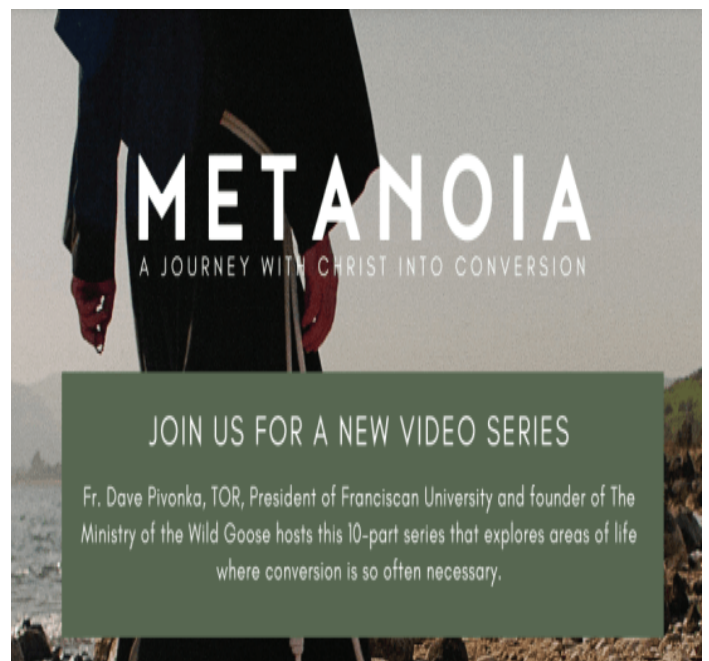 METANOIA
A JOURNEY WITH CHRIST INTO CONVERSION
JOIN US FOR A NEW VIDEO SERIES
Fr. Dave Pivonka, TOR, President of Franciscan University and founder of The
Ministry of the Wild Goose hosts this 10-part series that explores areas of life
where conversion is so often necessary.